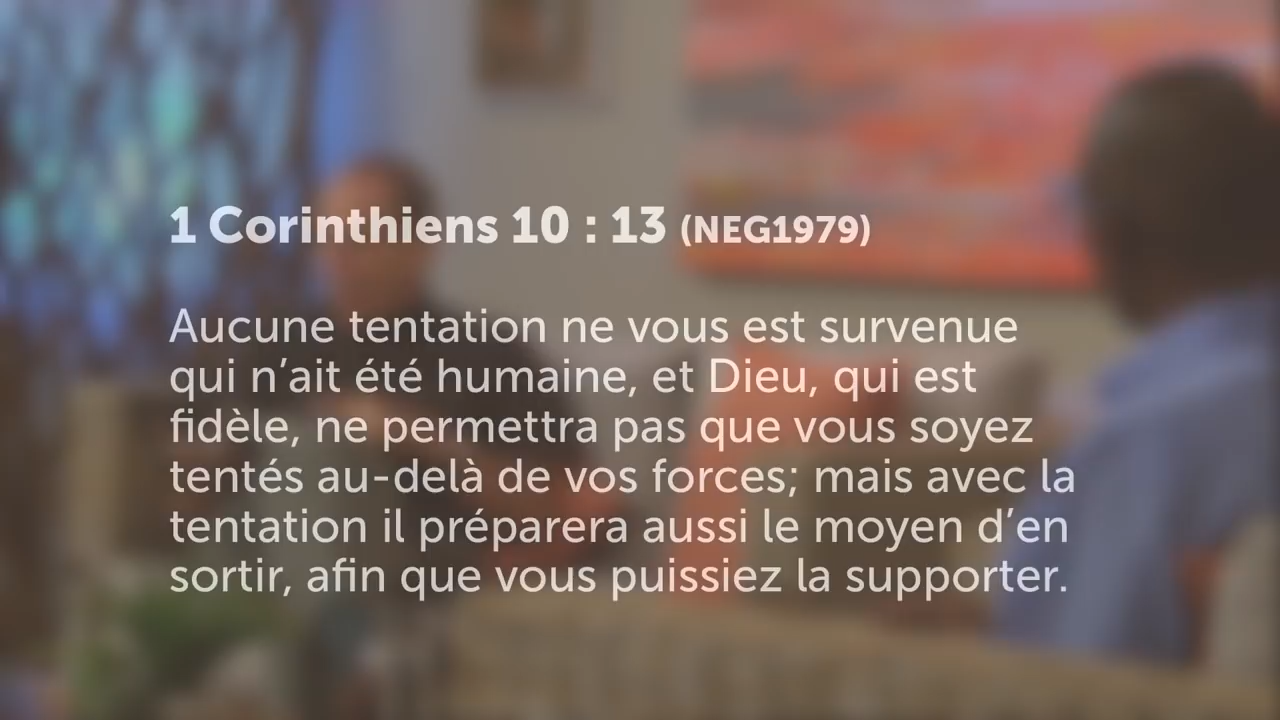 1 Corinthiens 10 : 13 (NEG1979)
Aucune tentation ne vous est survenue
qui n’ait été humaine, et Dieu, qui est
fidèle, ne permettra pas que vous soyez
tentés au-delà de vos forces; mais avec la
tentation il préparera aussi le moyen d’en
sortir, afin que vous puissiez la supporter.